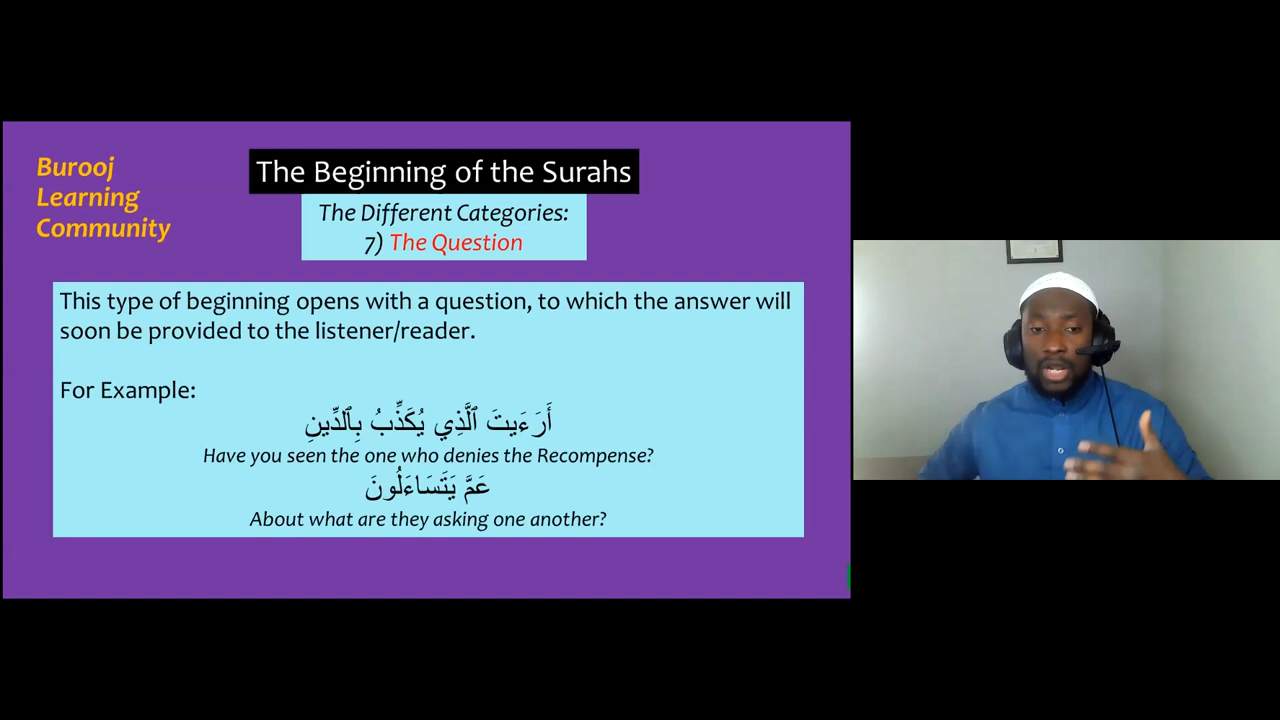 Burooj
Learning
Community
The Beginning of the Surahs
The Different Categories:
7) The Question
This type of beginning opens with a question, to which the answer will
soon be provided to the listener/reader.
For Example:
أَرَءَيتَ ٱلَّذِي يُكَذِّبُ بِٱلدِّينِ
Have you seen the one who denies the Recompense?
عَمَّ يَتَسَاءَلُونَ
About what are they asking one another?